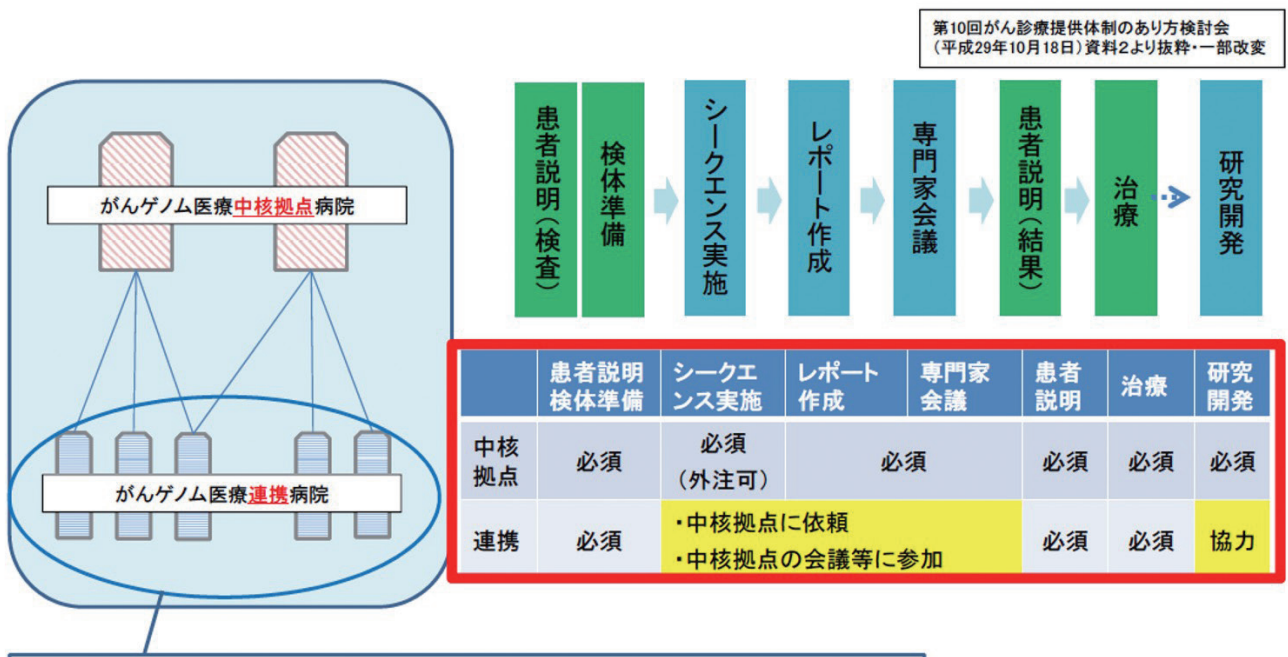 第10回がん診療提供体制のあり方検討会
(平成29年10月18日)資料2より抜粋・一部改変
がんゲノム医療中核拠点病院
がんゲノム医療連携病院
患者説明(検査)
検体準備
シークエンス実施
レポート作成
専門家会議
患者説明(結果)
治療
研究開発
患者説明
検体準備
シークエ
ンス実施
レポート
作成
専門家
会議
患者
説明
治療
研究
開発
中核
拠点
必須
必須
(外注可)
必須
必須
必須
必須
連携
必須
・中核拠点に依頼
・中核拠点の会議等に参加
必須
必須
協力